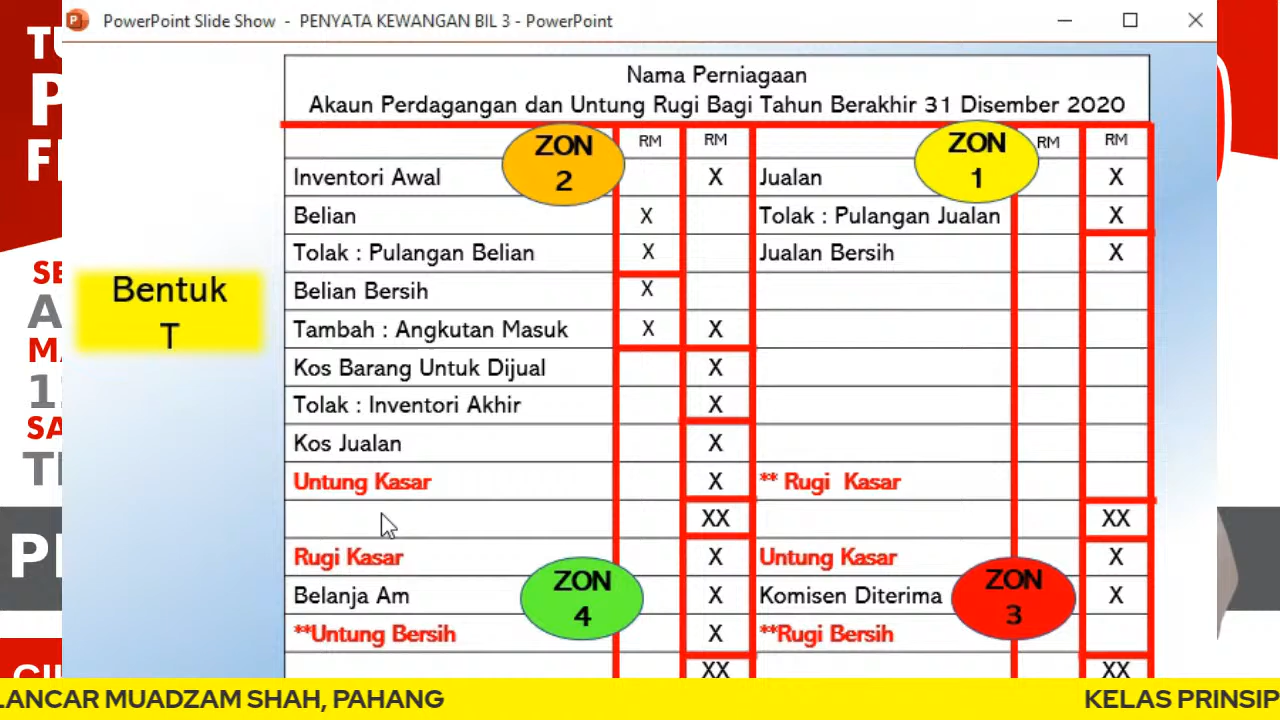 PowerPoint Slide Show - PENYATA KEWANGAN BIL 3 - PowerPoint
Nama Perniagaan
Akaun Perdagangan dan Untung Rugi Bagi Tahun Berakhir 31 Disember 2020
ZON 2 RM RM ZON 1 RM RM
Inventori Awal X Jualan X
Belian X Tolak : Pulangan Jualan X
Tolak : Pulangan Belian X Jualan Bersih X
Bentuk
T
Belian Bersih X
Tambah : Angkutan Masuk X X
Kos Barang Untuk Dijual X
Tolak : Inventori Akhir X
Kos Jualan X
Untung Kasar X ** Rugi Kasar
XX XX
Rugi Kasar X Untung Kasar X
ZON 4 ZON 3
Belanja Am X Komisen Diterima X
**Untung Bersih X **Rugi Bersih
XX XX
LANCAR MUADZAM SHAH, PAHANG KELAS PRINSIP